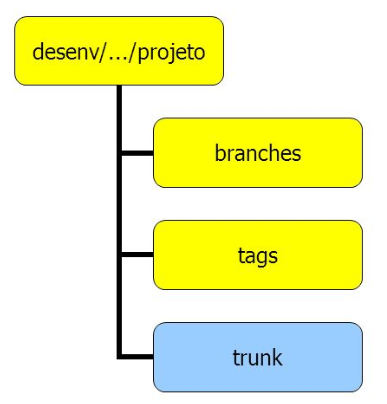 desenv/.../projeto
branches
tags
trunk